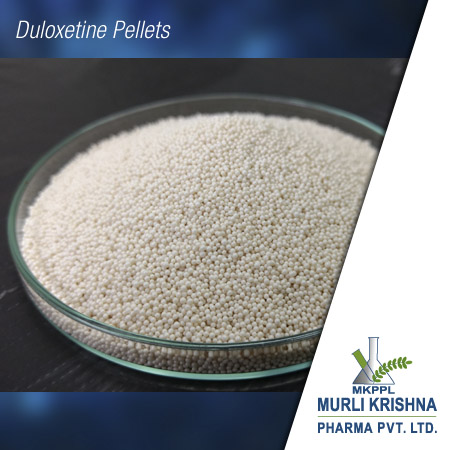 Duloxetine Pellets
MKPPL
MURLI KRISHNA
PHARMA PVT. LTD.